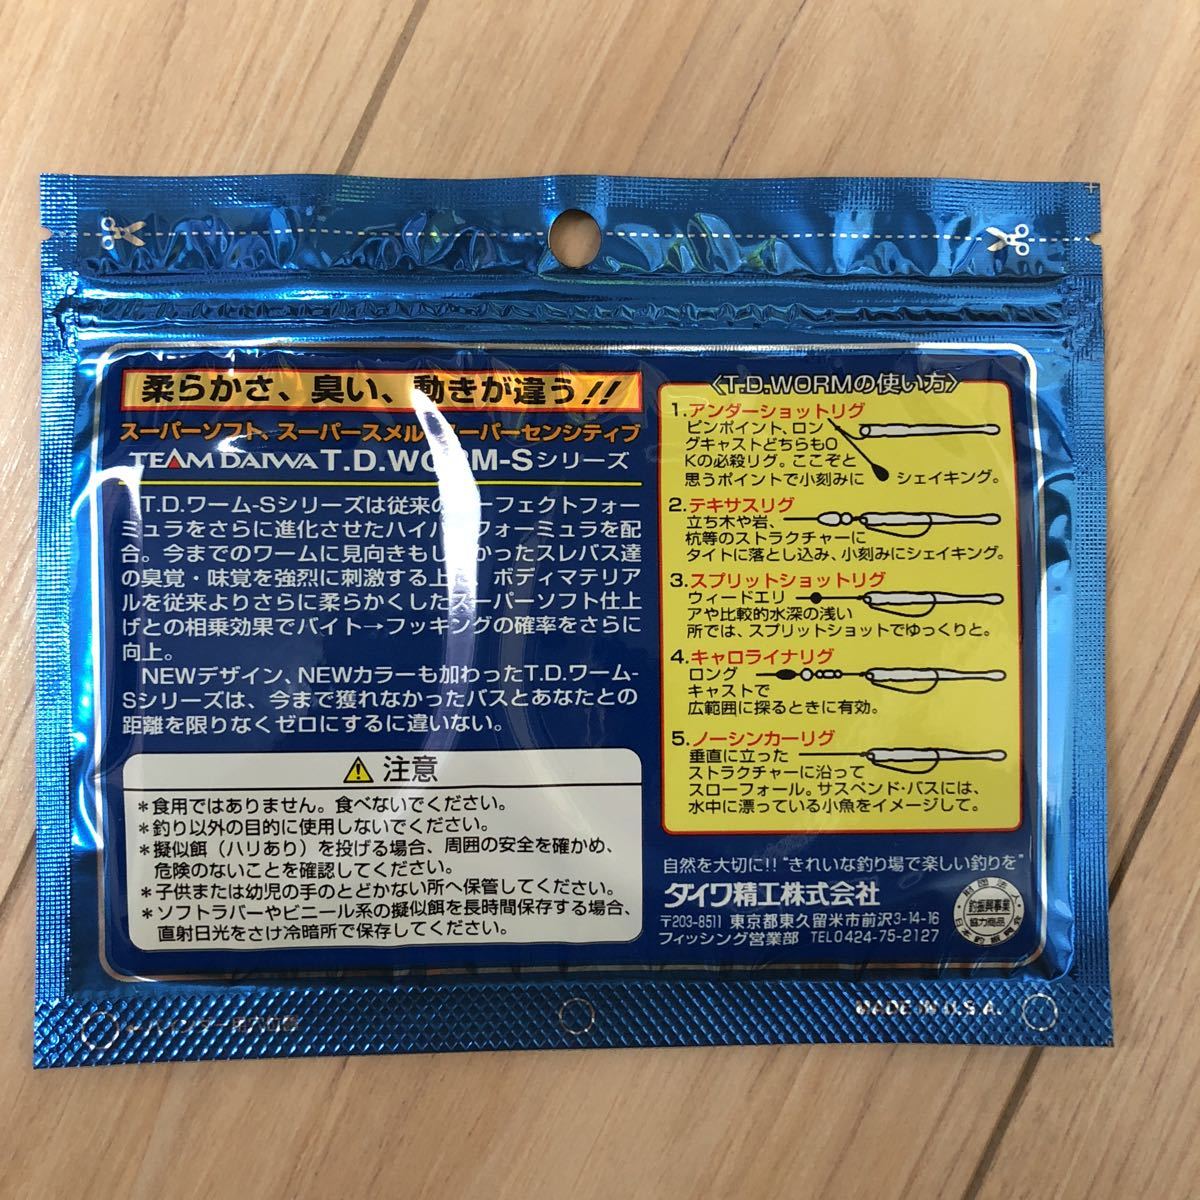 柔らかさ、臭い、動きが違う!!
スーパーソフト、スーパースメル、スーパーセンシティブ
TEAM DAIWA T.D.WORM-Sシリーズ
T.D.ワーム-Sシリーズは従来のパーフェクトフォー
ミュラをさらに進化させたハイパーフォーミュラを配
合。今までのワームに見向きもしなかったスレバス達
の臭覚・味覚を強烈に刺激する上に、ボディマテリア
ルを従来よりさらに柔らかくしたスーパーソフト仕上
げとの相乗効果でバイト→フッキングの確率をさらに
向上。
NEWデザイン、NEWカラーも加わったT.D.ワーム-
Sシリーズは、今まで獲れなかったバスとあなたとの
距離を限りなくゼロにするに違いない。
注意
*食用ではありません。食べないでください。
*釣り以外の目的に使用しないでください。
*擬似餌(ハリあり)を投げる場合、周囲の安全を確かめ、
危険のないことを確認してください。
*子供または幼児の手のとどかない所へ保管してください。
*ソフトラバーやビニール系の擬似餌を長時間保存する場合、
直射日光をさけ冷暗所で保存してください。
〈T.D.WORMの使い方〉
1.アンダーショットリグ
ピンポイント、ロン
グキャストどちらもO
Kの必殺リグ。ここぞと
思うポイントで小刻みに シェイキング。
2.テキサスリグ
立ち木や岩、
杭等のストラクチャーに
タイトに落とし込み、小刻みにシェイキング。
3.スプリットショットリグ
ウィードエリ
アや比較的水深の浅い
所では、スプリットショットでゆっくりと。
4.キャロライナリグ
ロング
キャストで
広範囲に探るときに有効。
5.ノーシンカーリグ
垂直に立った
ストラクチャーに沿って
スローフォール。サスペンド・バスには、
水中に漂っている小魚をイメージして。
自然を大切に!! "きれいな釣り場で楽しい釣りを"
ダイワ精工株式会社
〒203-8511 東京都東久留米市前沢3-14-16
フィッシング営業部 TEL0424-75-2127
財団法人
釣振興事業
協力商品
日本釣振興会
MADE IN U.S.A.